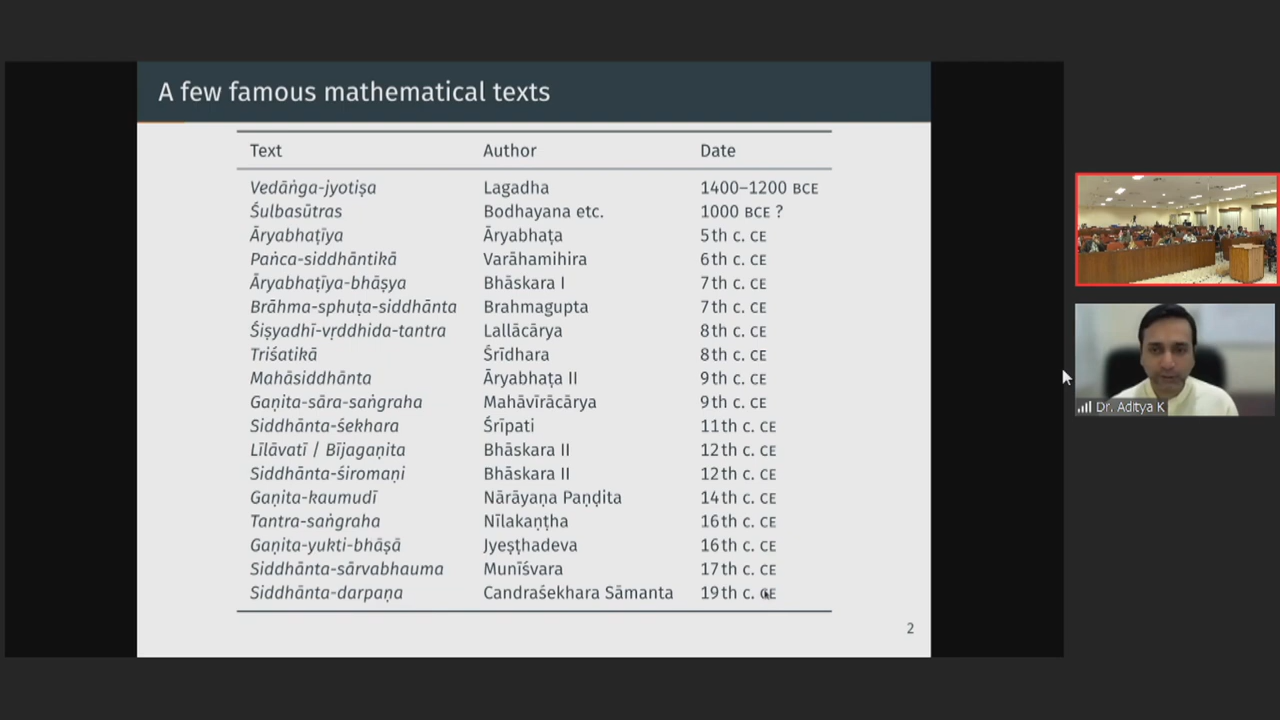 A few famous mathematical texts
Text Author Date
Vedāṅga-jyotiṣa Lagadha 1400–1200 BCE
Śulbasūtras Bodhayana etc. 1000 BCE ?
Āryabhaṭīya Āryabhaṭa 5th c. CE
Pañca-siddhāntikā Varāhamihira 6th c. CE
Āryabhaṭīya-bhāṣya Bhāskara I 7th c. CE
Brāhma-sphuṭa-siddhānta Brahmagupta 7th c. CE
Śiṣyadhī-vṛddhida-tantra Lallācārya 8th c. CE
Triśatikā Śrīdhara 8th c. CE
Mahāsiddhānta Āryabhaṭa II 9th c. CE
Gaṇita-sāra-saṅgraha Mahāvīrācārya 9th c. CE
Siddhānta-śekhara Śrīpati 11th c. CE
Līlāvatī / Bījagaṇita Bhāskara II 12th c. CE
Siddhānta-śiromaṇi Bhāskara II 12th c. CE
Gaṇita-kaumudī Nārāyaṇa Paṇḍita 14th c. CE
Tantra-saṅgraha Nīlakaṇṭha 16th c. CE
Gaṇita-yukti-bhāṣā Jyeṣṭhadeva 16th c. CE
Siddhānta-sārvabhauma Munīśvara 17th c. CE
Siddhānta-darpaṇa Candraśekhara Sāmanta 19th c. CE
2
Dr. Aditya K